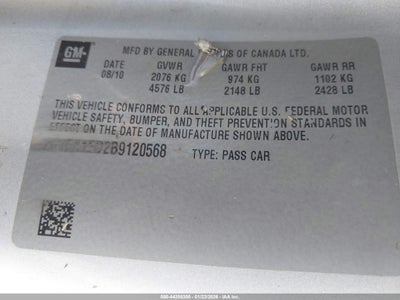 GM
MFD BY GENERAL MOTORS OF CANADA LTD.
08/10 GVWR GAWR FRT GAWR RR
2076 KG 974 KG 1102 KG
4576 LB 2148 LB 2428 LB
THIS VEHICLE CONFORMS TO ALL APPLICABLE U.S. FEDERAL MOTOR
VEHICLE SAFETY, BUMPER, AND THEFT PREVENTION STANDARDS IN
EFFECT ON THE DATE OF MANUFACTURE SHOWN ABOVE.
TYPE: PASS CAR